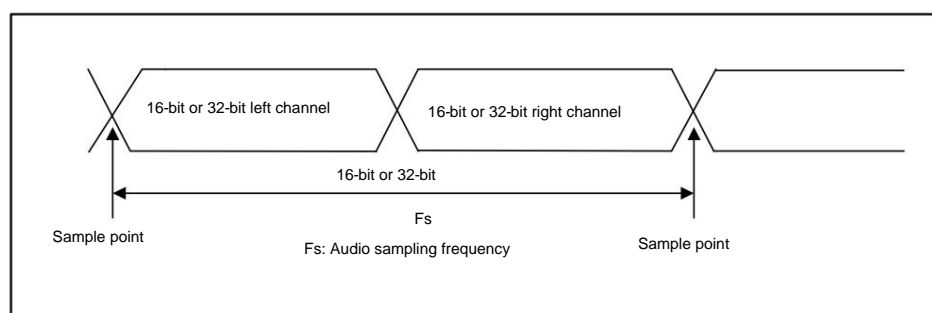 16-bit or 32-bit left channel
16-bit or 32-bit right channel
16-bit or 32-bit
Fs
Sample point
Sample point
Fs: Audio sampling frequency